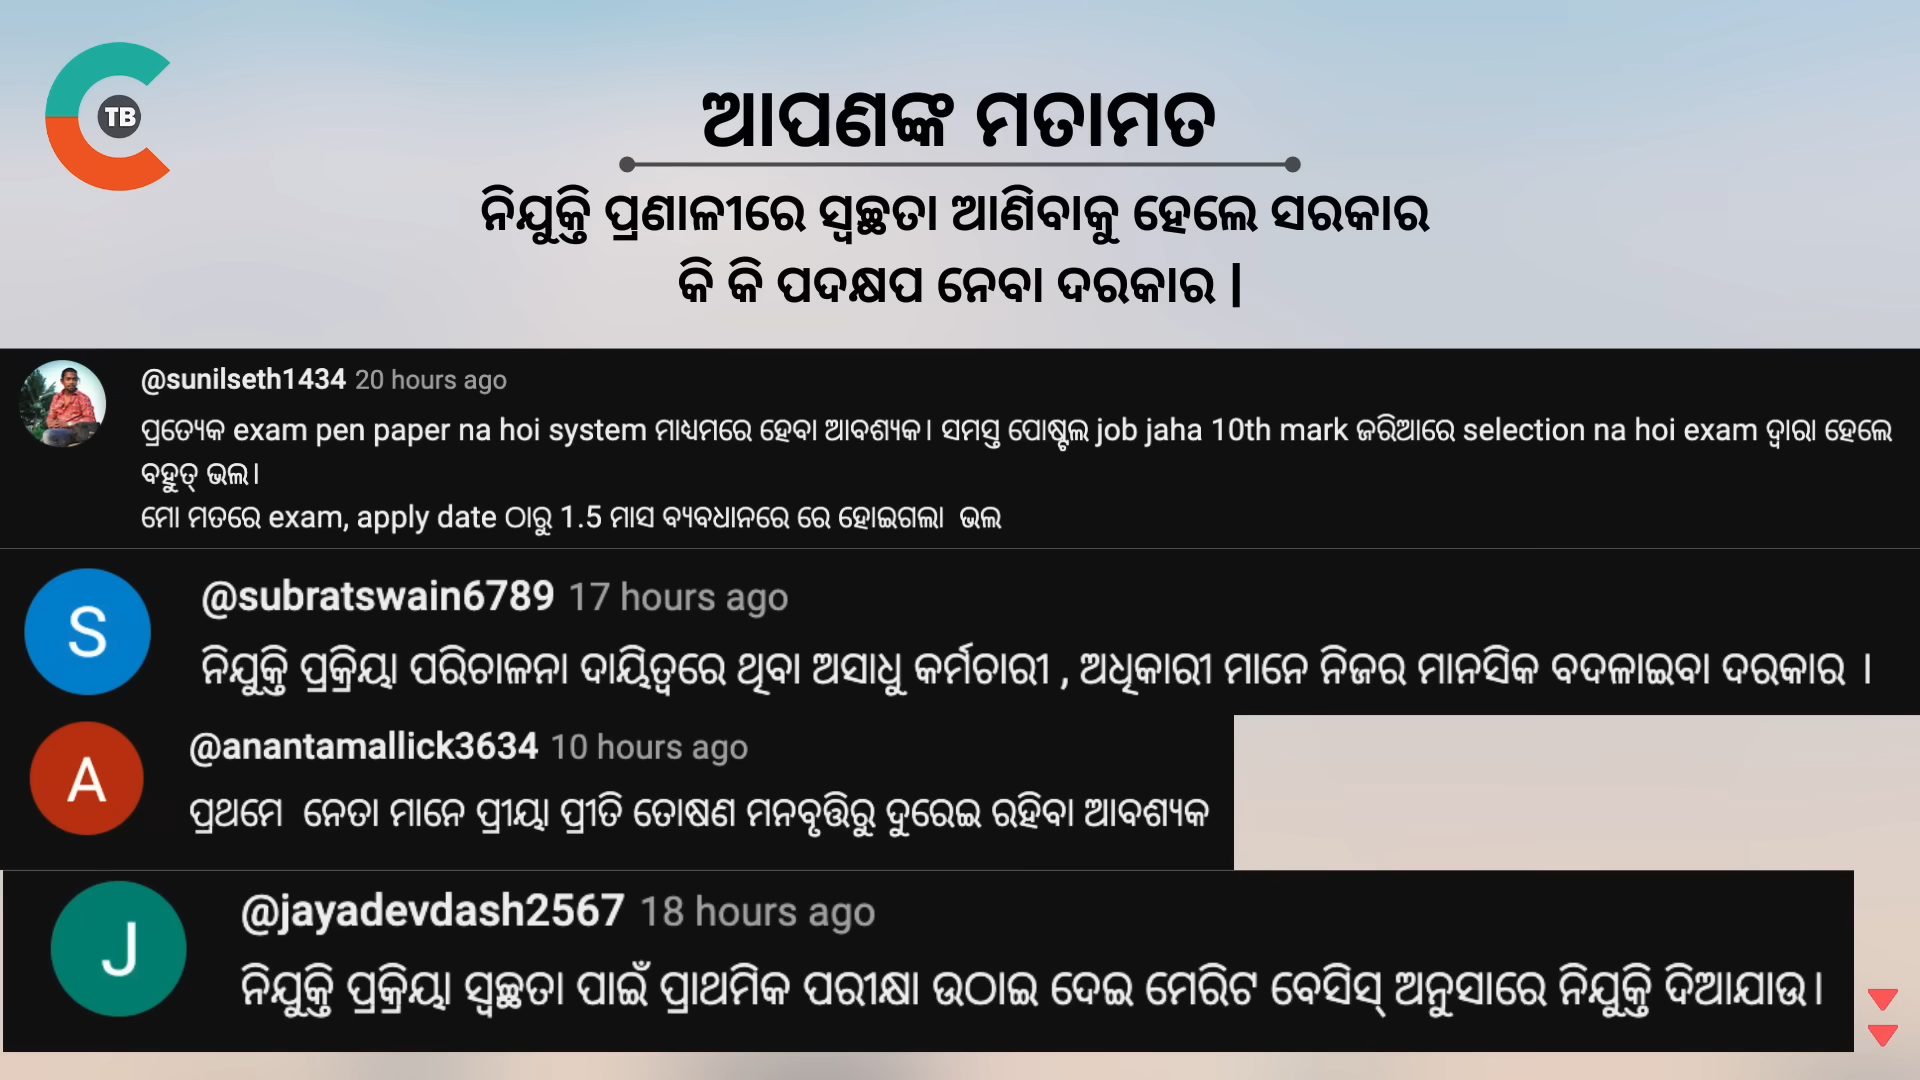 TB
ଆପଣଙ୍କ ମତାମତ
ନିଯୁକ୍ତି ପ୍ରଣାଳୀରେ ସ୍ୱଚ୍ଛତା ଆଣିବାକୁ ହେଲେ ସରକାର
କି କି ପଦକ୍ଷପ ନେବା ଦରକାର |
@sunilseth1434 20 hours ago
ପ୍ରତ୍ୟେକ exam pen paper na hoi system ମାଧ୍ୟମରେ ହେବା ଆବଶ୍ୟକ। ସମସ୍ତ ପୋଷ୍ଟଲ job jaha 10th mark ଜରିଆରେ selection na hoi exam ଦ୍ୱାରା ହେଲେ
ବହୁତ୍ ଭଲ।
ମୋ ମତରେ exam, apply date ଠାରୁ 1.5 ମାସ ବ୍ୟବଧାନରେ ରେ ହୋଇଗଲା ଭଲ
S
@subratswain6789 17 hours ago
ନିଯୁକ୍ତି ପ୍ରକ୍ରିୟା ପରିଚାଳନା ଦାୟିତ୍ୱରେ ଥିବା ଅସାଧୁ କର୍ମଚାରୀ , ଅଧିକାରୀ ମାନେ ନିଜର ମାନସିକ ବଦଳାଇବା ଦରକାର ।
A
@anantamallick3634 10 hours ago
ପ୍ରଥମେ ନେତା ମାନେ ପ୍ରୀୟା ପ୍ରୀତି ତୋଷଣ ମନବୃତ୍ତିରୁ ଦୁରେଇ ରହିବା ଆବଶ୍ୟକ
J
@jayadevdash2567 18 hours ago
ନିଯୁକ୍ତି ପ୍ରକ୍ରିୟା ସ୍ୱଚ୍ଛତା ପାଇଁ ପ୍ରାଥମିକ ପରୀକ୍ଷା ଉଠାଇ ଦେଇ ମେରିଟ ବେସିସ୍ ଅନୁସାରେ ନିଯୁକ୍ତି ଦିଆଯାଉ।